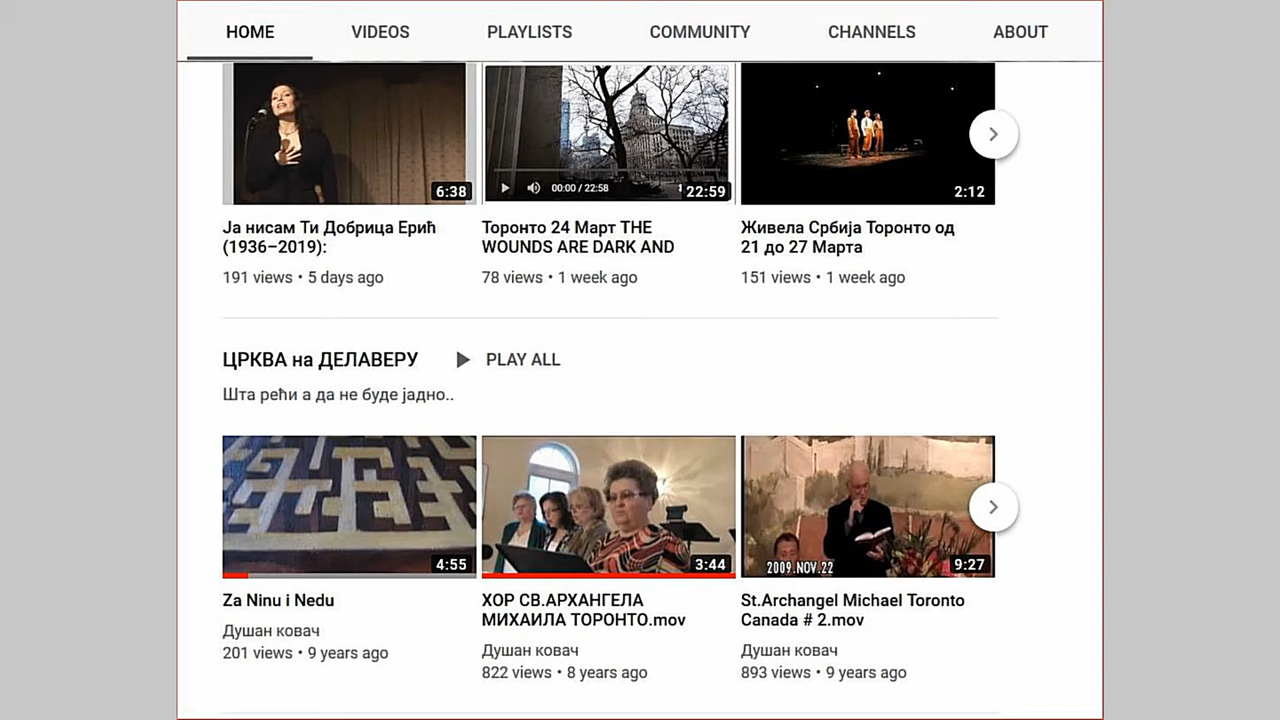 HOME VIDEOS PLAYLISTS COMMUNITY CHANNELS ABOUT
00:00 / 22:58
6:38 22:59 2:12
Ја нисам Ти Добрица Ерић
(1936–2019):
191 views • 5 days ago
Торонто 24 Март THE
WOUNDS ARE DARK AND
78 views • 1 week ago
Живела Србија Торонто од
21 до 27 Марта
151 views • 1 week ago
ЦРКВА на ДЕЛАВЕРУ PLAY ALL
Шта рећи а да не буде јадно..
4:55 3:44 2009.NOV.22 9:27
Za Ninu i Nedu
Душан ковач
201 views • 9 years ago
ХОР СВ.АРХАНГЕЛА
МИХАИЛА ТОРОНТО.mov
Душан ковач
822 views • 8 years ago
St.Archangel Michael Toronto
Canada # 2.mov
Душан ковач
893 views • 9 years ago